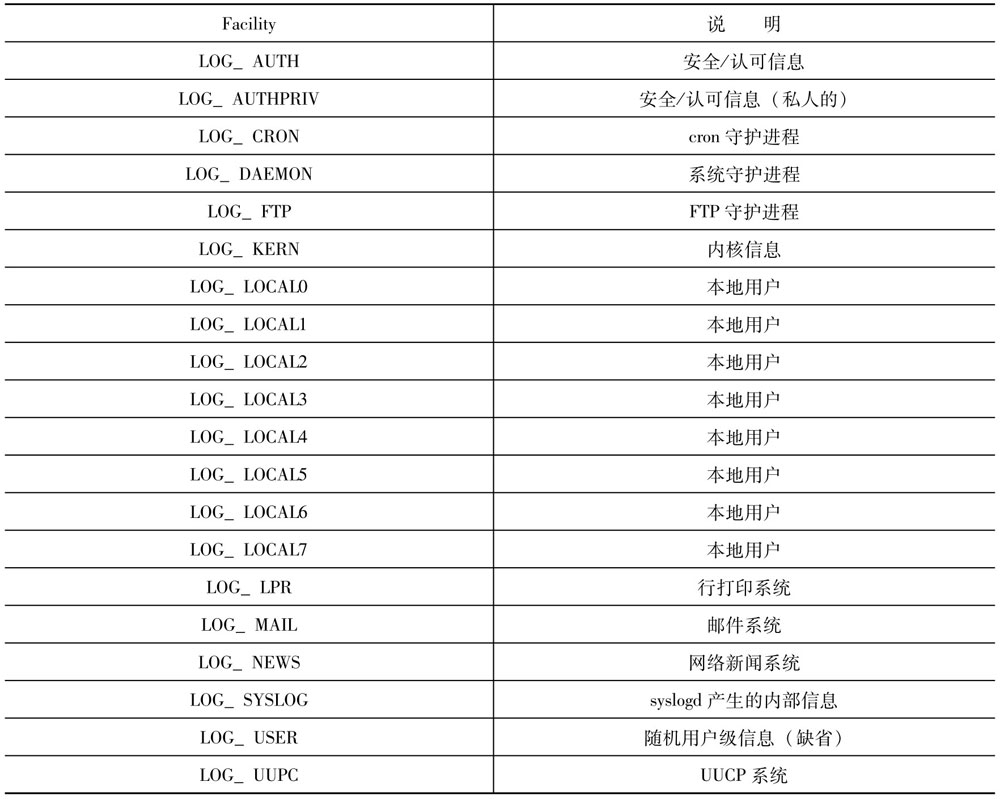 Facility 说 明
LOG_ AUTH 安全/认可信息
LOG_ AUTHPRIV 安全/认可信息（私人的）
LOG_ CRON cron 守护进程
LOG_ DAEMON 系统守护进程
LOG_ FTP FTP 守护进程
LOG_ KERN 内核信息
LOG_ LOCAL0 本地用户
LOG_ LOCAL1 本地用户
LOG_ LOCAL2 本地用户
LOG_ LOCAL3 本地用户
LOG_ LOCAL4 本地用户
LOG_ LOCAL5 本地用户
LOG_ LOCAL6 本地用户
LOG_ LOCAL7 本地用户
LOG_ LPR 行打印系统
LOG_ MAIL 邮件系统
LOG_ NEWS 网络新闻系统
LOG_ SYSLOG syslogd 产生的内部信息
LOG_ USER 随机用户级信息（缺省）
LOG_ UUPC UUCP 系统